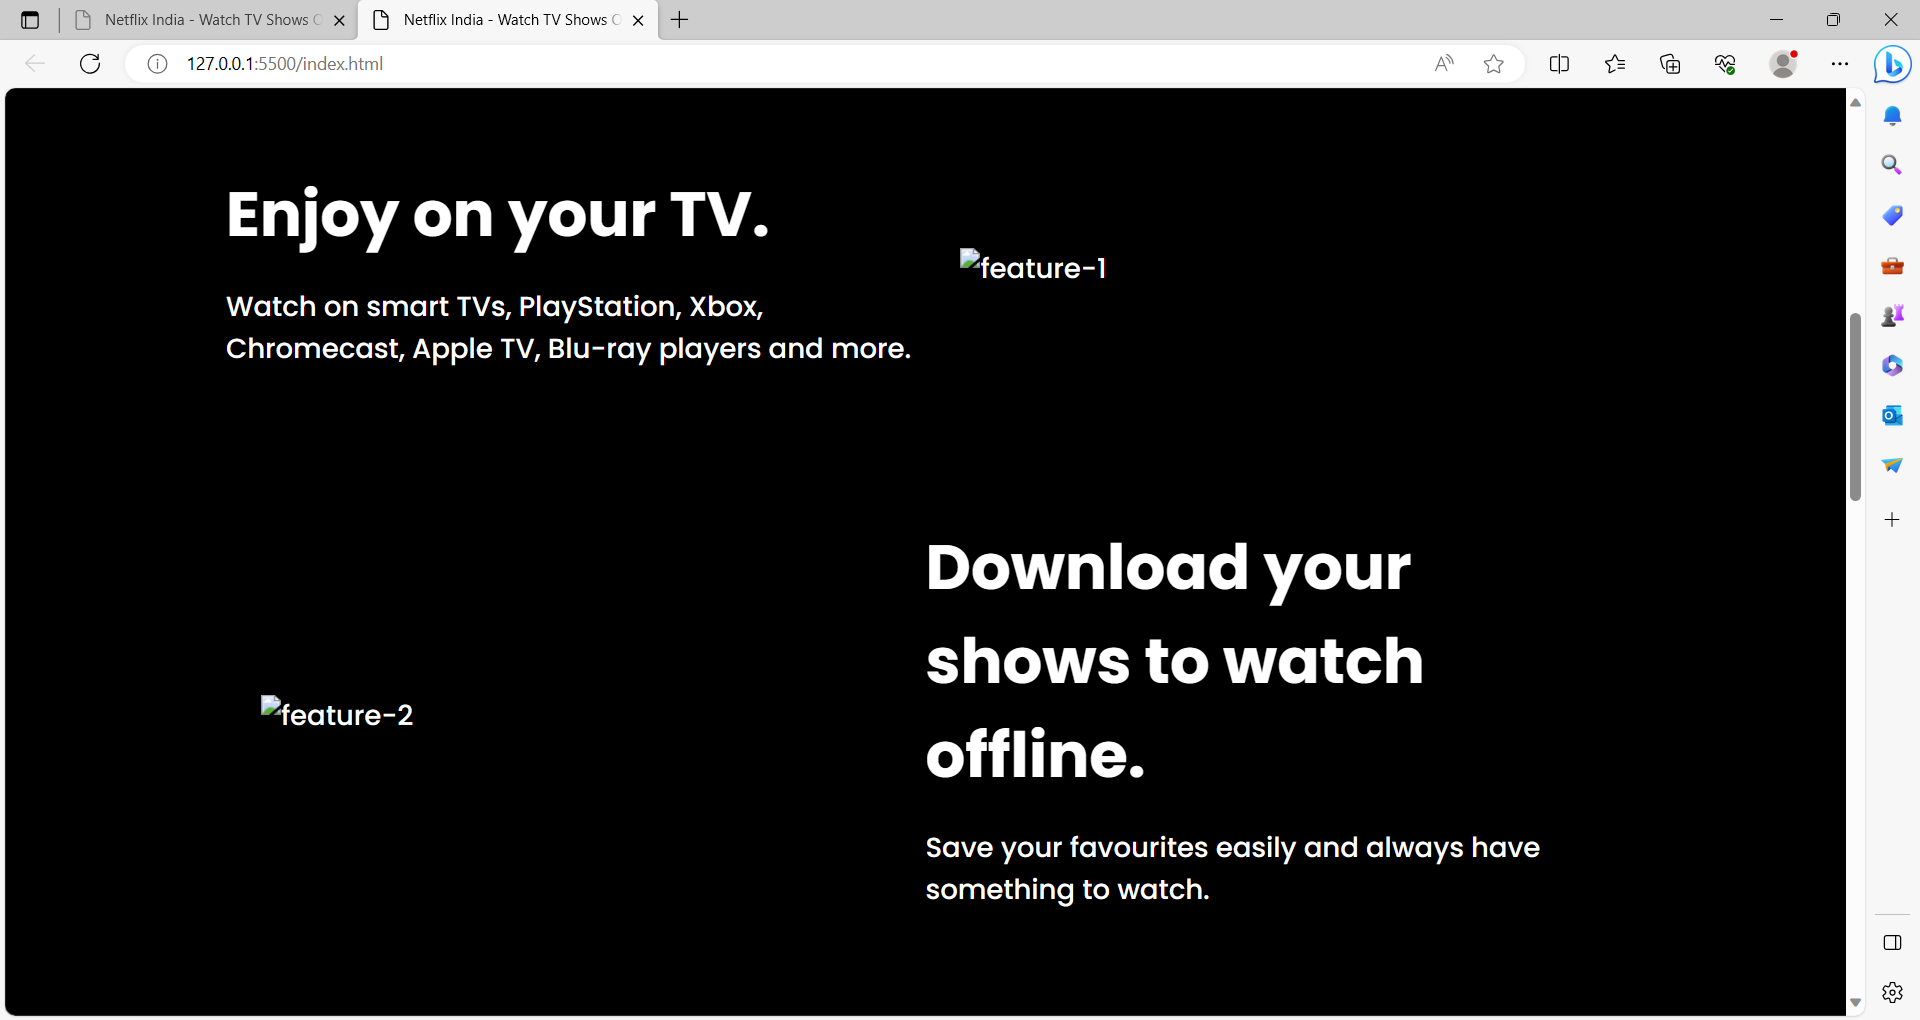 Netflix India - Watch TV Shows O
Netflix India - Watch TV Shows O
127.0.0.1:5500/index.html
Enjoy on your TV.
Watch on smart TVs, PlayStation, Xbox,
Chromecast, Apple TV, Blu-ray players and more.
feature-1
Download your
shows to watch
offline.
feature-2
Save your favourites easily and always have
something to watch.